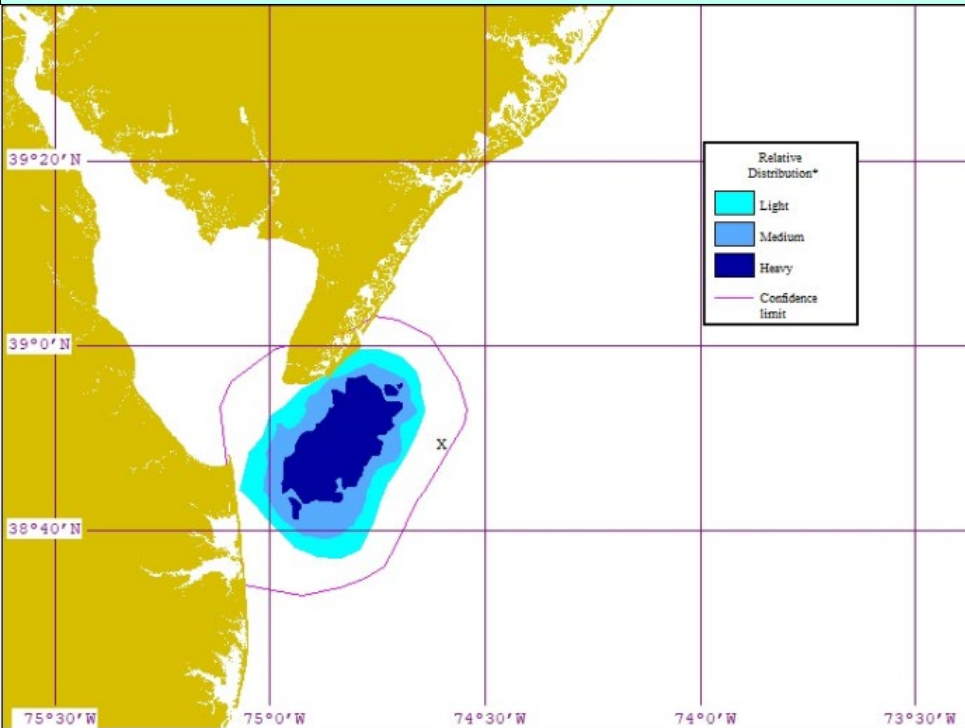 39°20'N
Relative
Distribution*
Light
Medium
Heavy
Confidence
limit
39°0'N
X
38°40'N
75°30'W
75°0'W
74°30'W
74°0'W
73°30'W